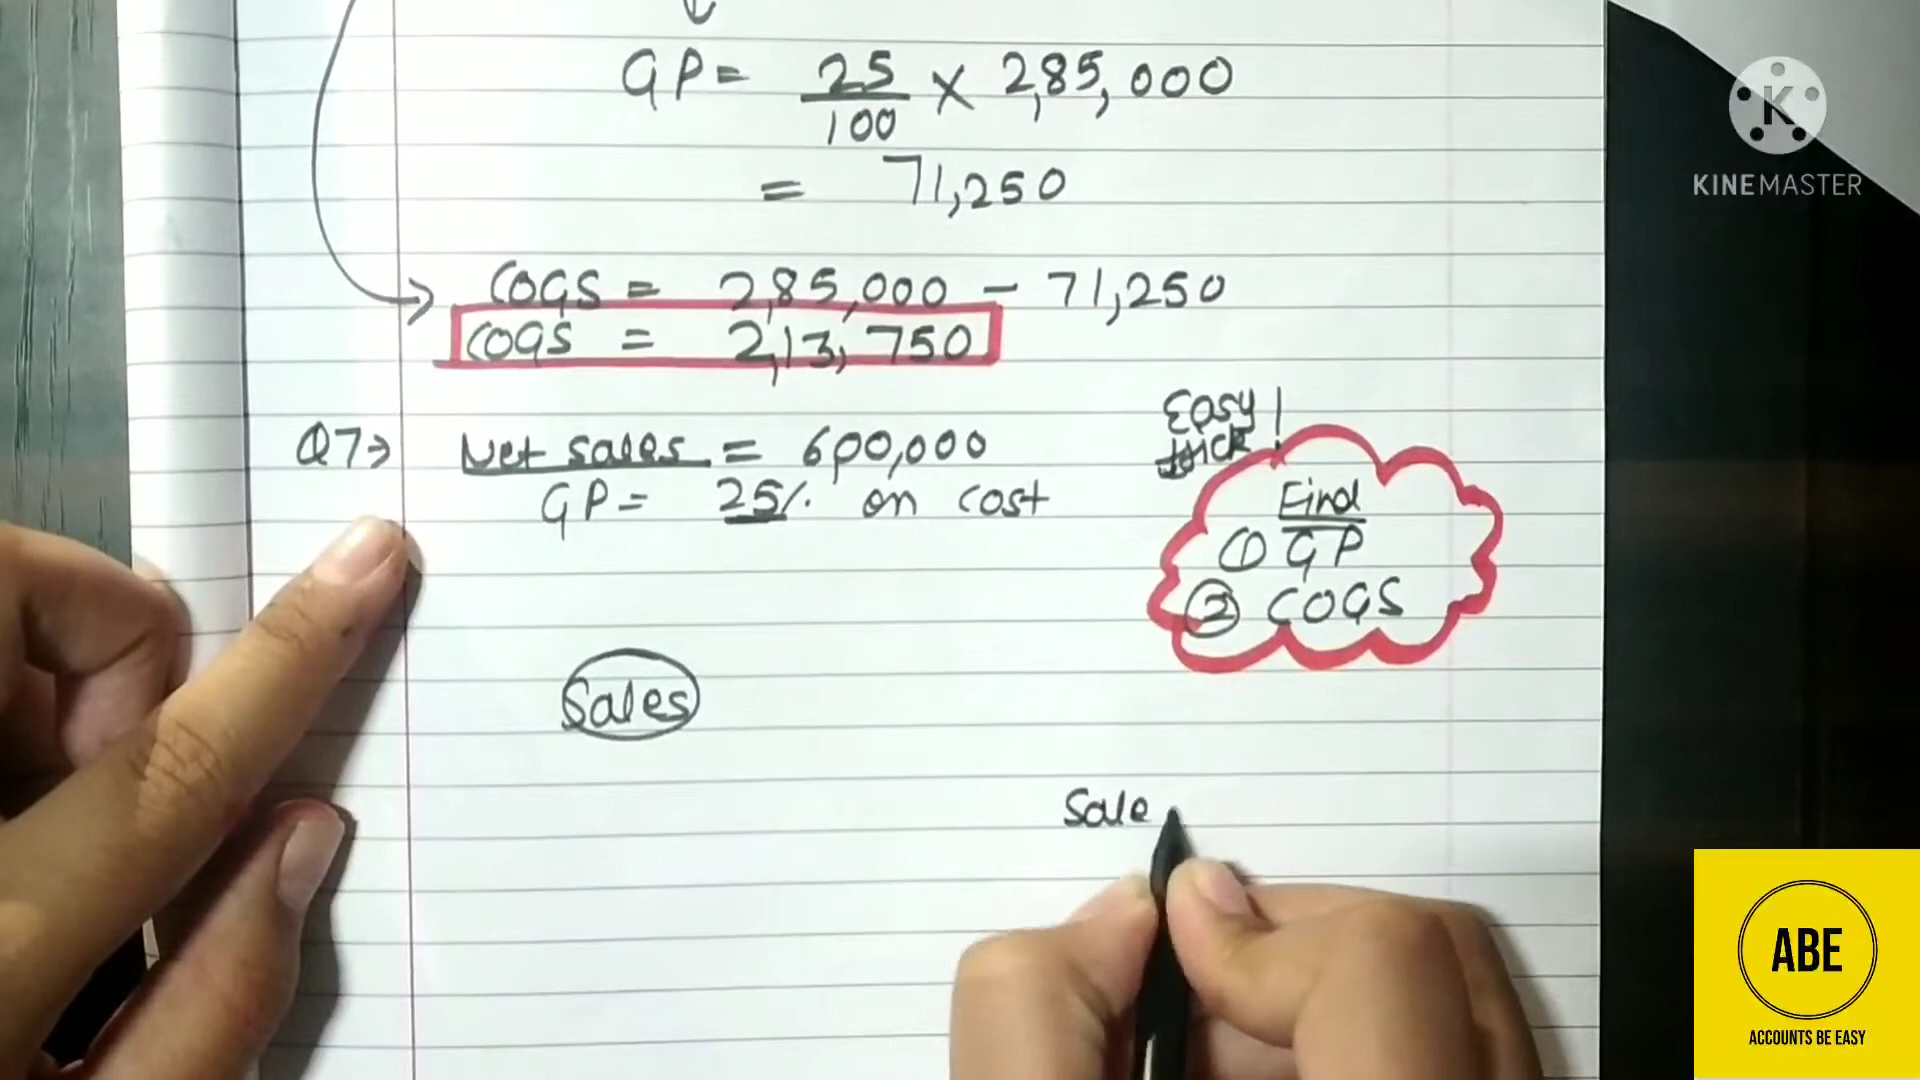 GP = 25/100 × 2,85,000
= 71,250
COGS = 2,85,000 - 71,250
COGS = 2,13,750
Q7→ Net sales = 600,000
GP = 25% on cost
Easy trick!
Find
① GP
② COGS
Sales
Sale
K
KINEMASTER
ABE
ACCOUNTS BE EASY